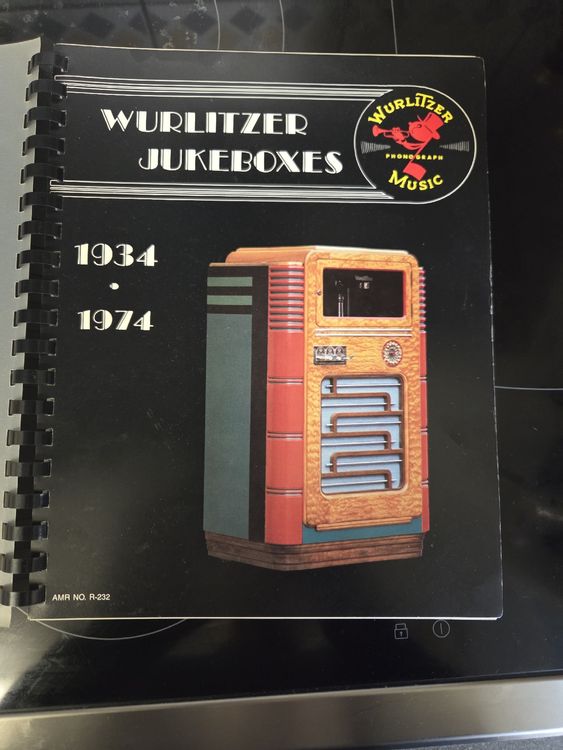 WURLITZER
JUKEBOXES
WURLITZER
PHONOGRAPH
MUSIC
1934
•
1974
AMR NO. R-232